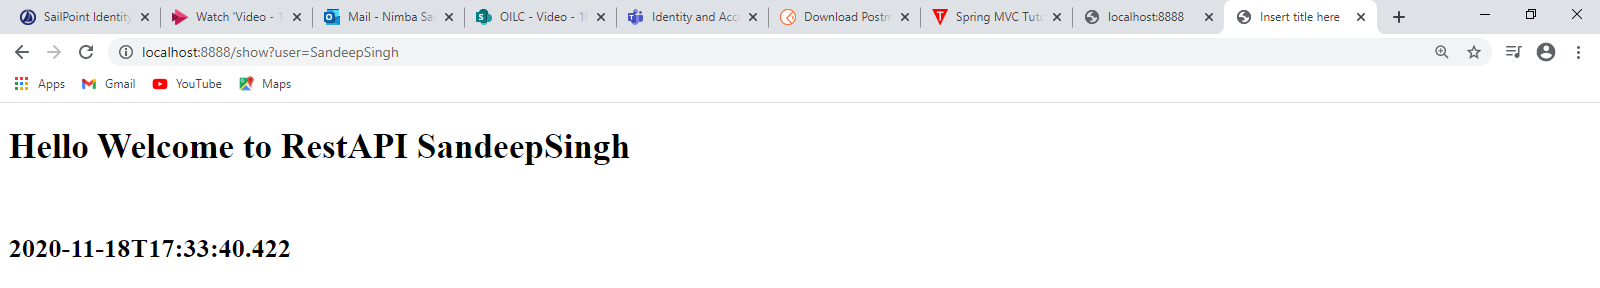 SailPoint Identity Watch 'Video - 1 Mail - Nimba Sa OILC - Video - 1 Identity and Acc Download Postm Spring MVC Tuto localhost:8888 Insert title here
localhost:8888/show?user=SandeepSingh
Apps Gmail YouTube Maps
Hello Welcome to RestAPI SandeepSingh
2020-11-18T17:33:40.422